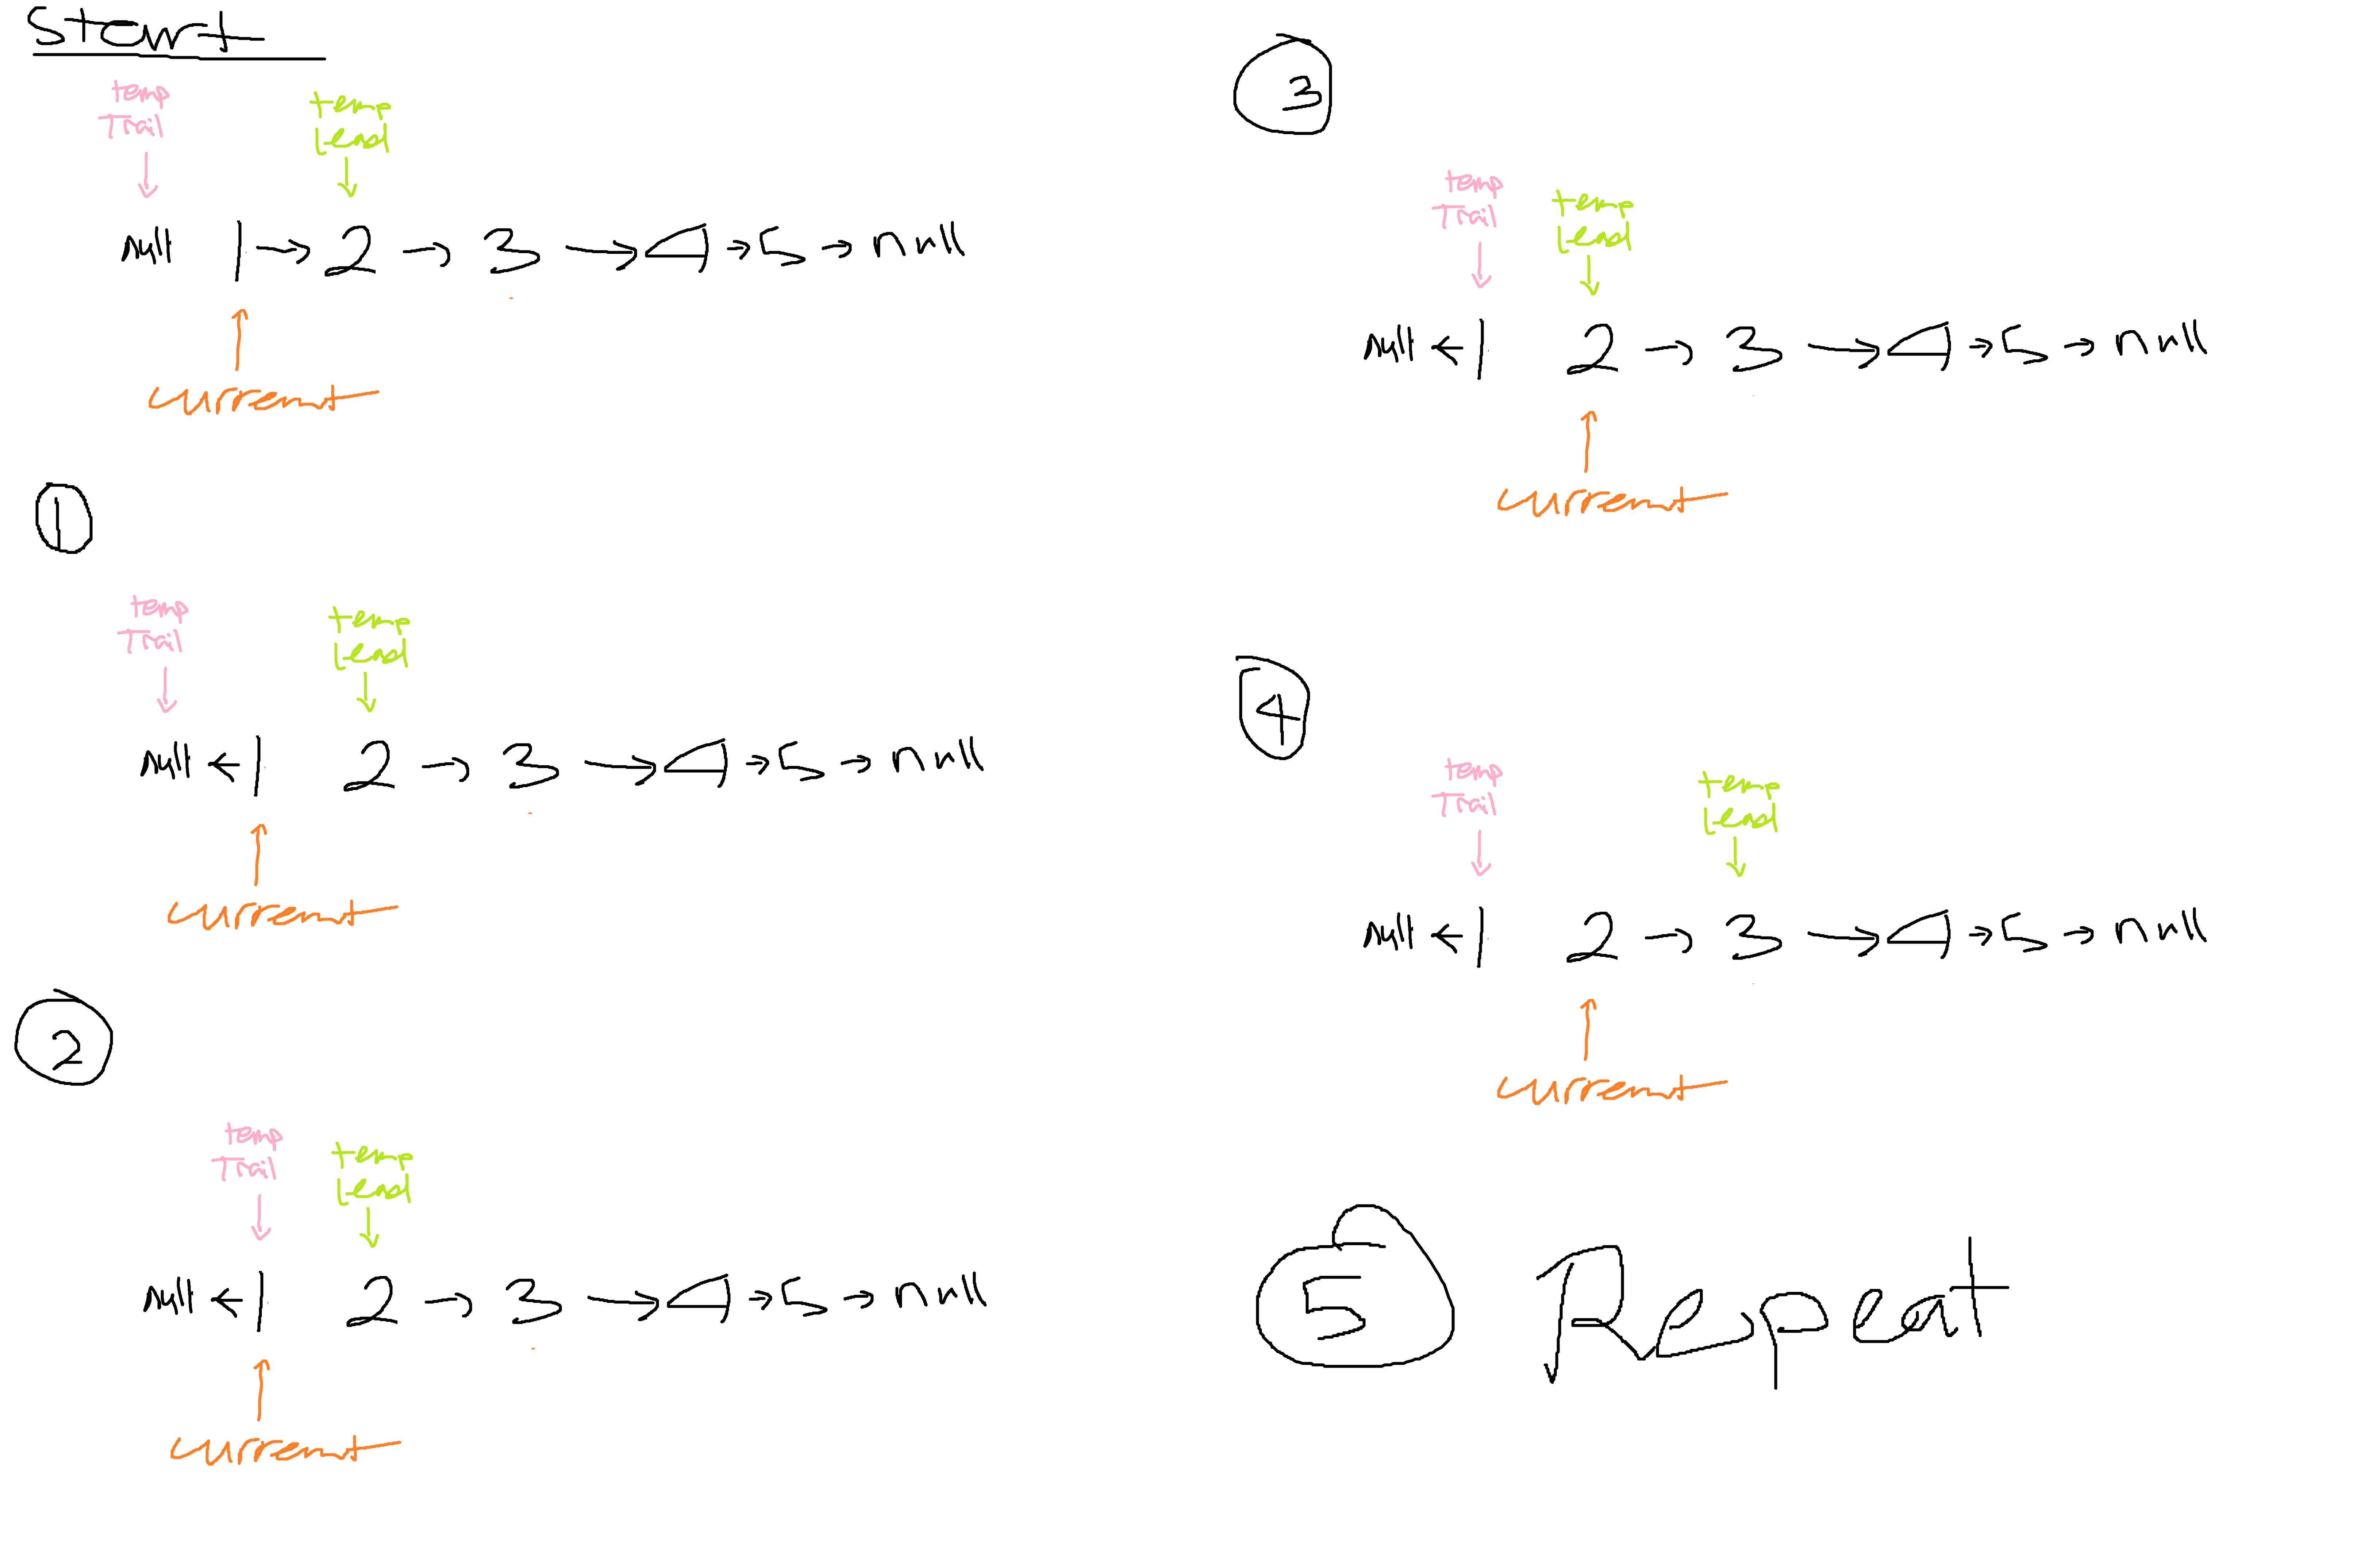 Start
temp
Trail
temp
Lead
null 1 → 2 → 3 → 4 → 5 → null
current
1
temp
Trail
temp
Lead
null ← 1 2 → 3 → 4 → 5 → null
current
2
temp
Trail
temp
Lead
null ← 1 2 → 3 → 4 → 5 → null
current
3
temp
Trail
temp
Lead
null ← 1 2 → 3 → 4 → 5 → null
current
4
temp
Trail
temp
Lead
null ← 1 2 → 3 → 4 → 5 → null
current
5 Repeat